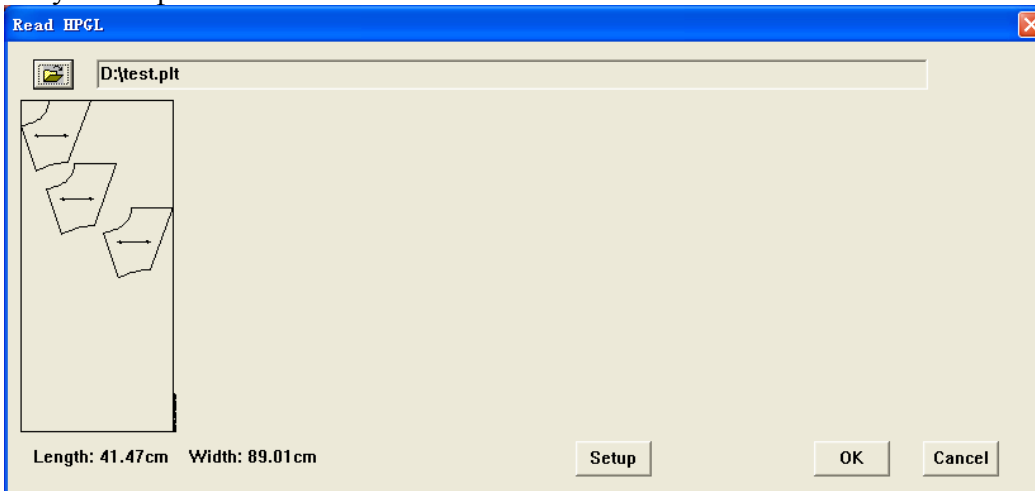 Read HPGL
D:\test.plt
Length: 41.47cm Width: 89.01cm
Setup
OK
Cancel